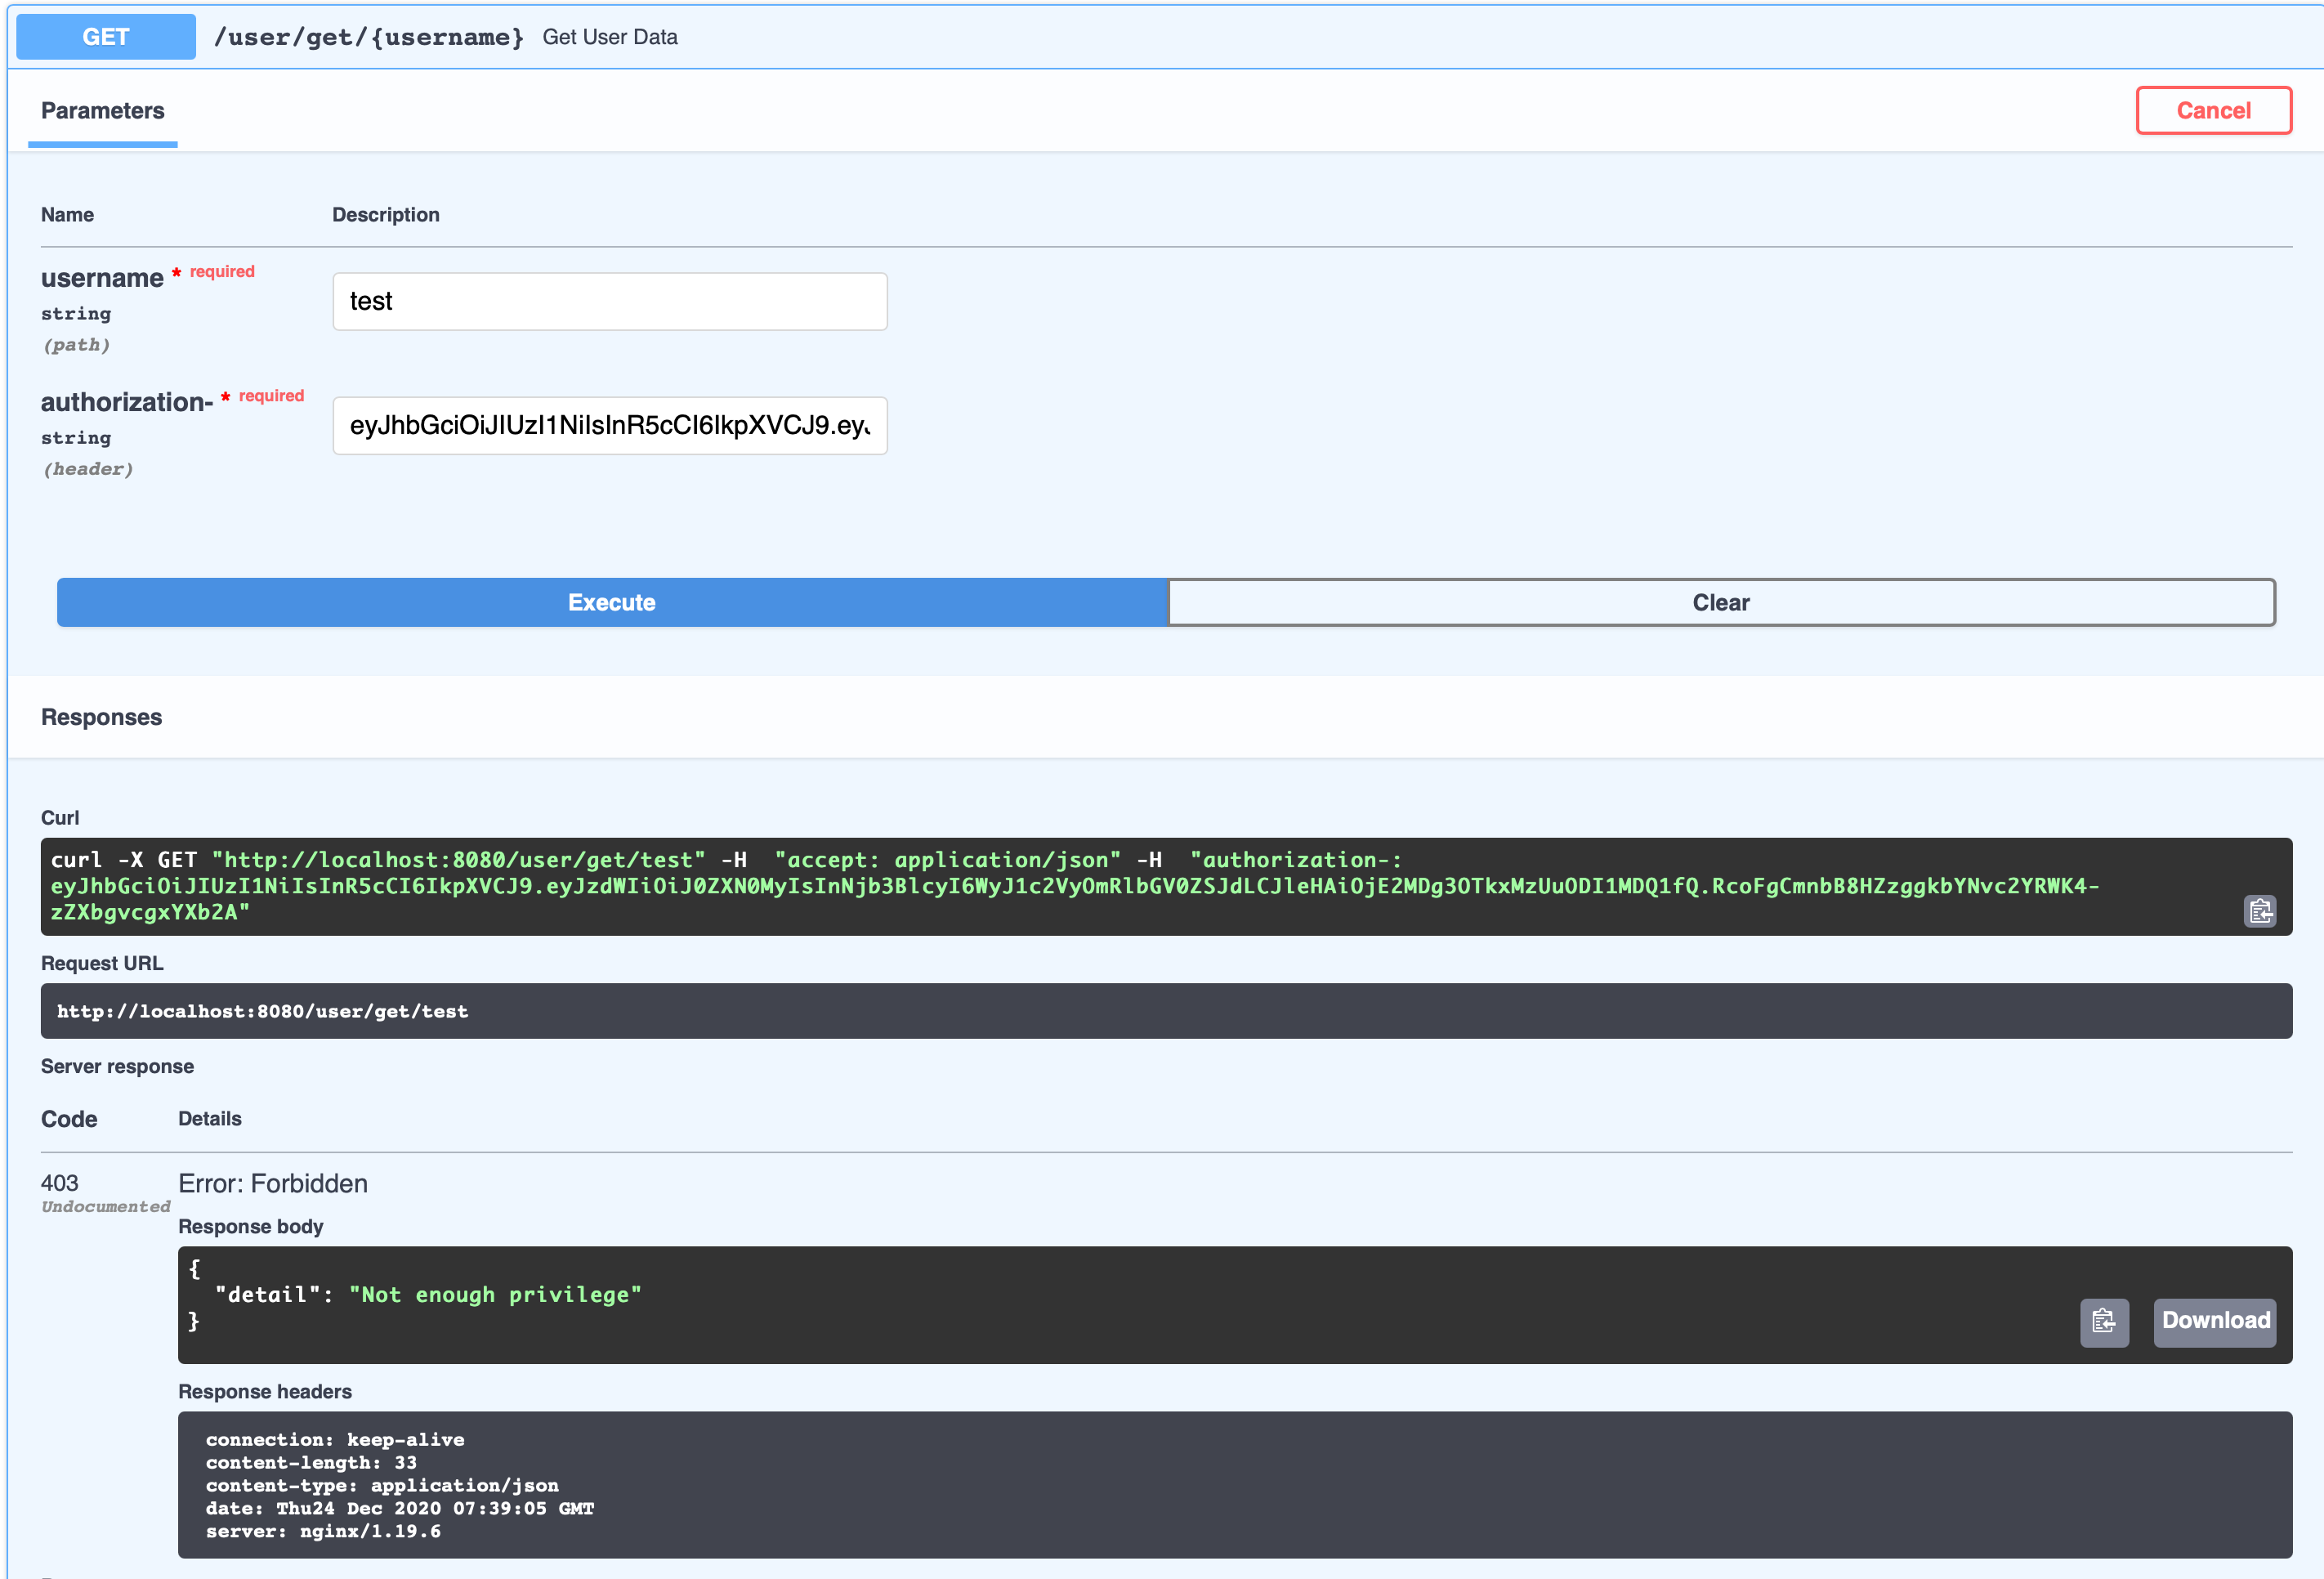 GET /user/get/{username} Get User Data
Parameters
Cancel
Name Description
username * required
string
(path)
test
authorization- * required
string
(header)
eyJhbGciOiJIUzI1NiIsInR5cCI6IkpXVCJ9.eyJ
Execute
Clear
Responses
Curl
curl -X GET "http://localhost:8080/user/get/test" -H  "accept: application/json" -H  "authorization-:
eyJhbGciOiJIUzI1NiIsInR5cCI6IkpXVCJ9.eyJzdWIiOiJ0ZXN0MyIsInNjb3BlcyI6WyJ1c2VyOmRlbGV0ZSJdLCJleHAiOjE2MDg3OTkxMzUuODI1MDQ1fQ.RcoFgCmnbB8HZzggkbYNvc2YRWK4-
zZXbgvcgxYXb2A"
Request URL
http://localhost:8080/user/get/test
Server response
Code Details
403
Undocumented
Error: Forbidden
Response body
{
  "detail": "Not enough privilege"
}
Download
Response headers
connection: keep-alive
content-length: 33
content-type: application/json
date: Thu24 Dec 2020 07:39:05 GMT
server: nginx/1.19.6